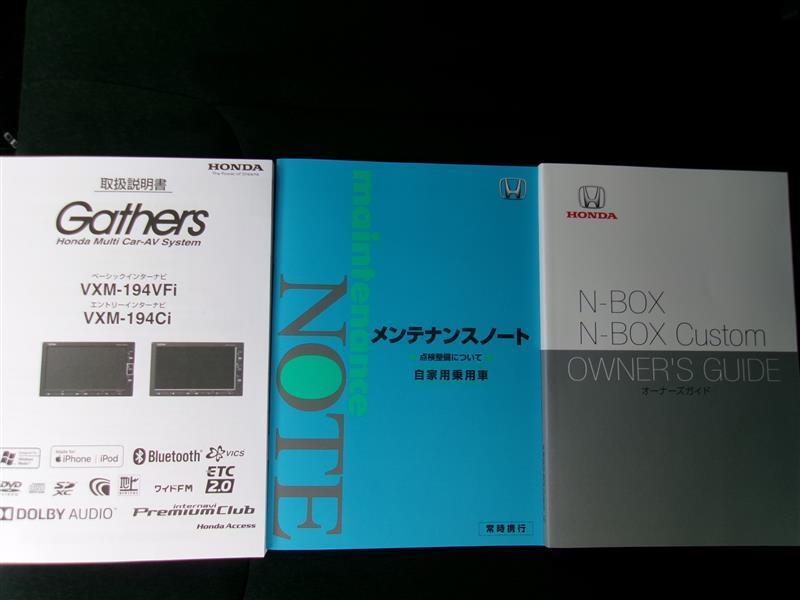 HONDA
The Power of Dreams
取扱説明書
Gathers
Honda Multi Car-AV System
ベーシックインターナビ
VXM-194VFi
エントリーインターナビ
VXM-194Ci
Made for
iPhone | iPod
Bluetooth
VICS
DVD
VIDEO
SD
XC
地上
DIGITAL
ワイドFM
ETC
2.0
DOLBY AUDIO
internavi
PremiumClub
Honda Access
maintenance
NOTE
メンテナンスノート
点検整備について
自家用乗用車
常時携行
HONDA
N-BOX
N-BOX Custom
OWNER'S GUIDE
オーナーズガイド